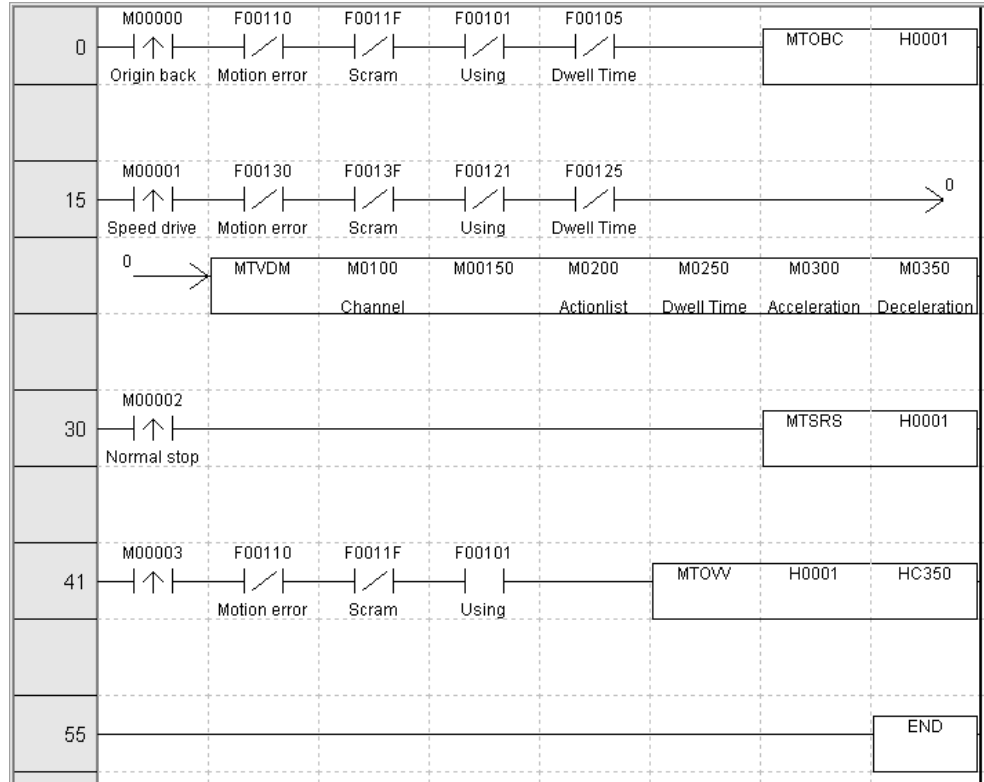 M00000 F00110 F0011F F00101 F00105
0 MTOBC H0001
Origin back Motion error Scram Using Dwell Time
M00001 F00130 F0013F F00121 F00125
15 0
Speed drive Motion error Scram Using Dwell Time
0 MTVDM M0100 M00150 M0200 M0250 M0300 M0350
Channel Actionlist Dwell Time Acceleration Deceleration
M00002
30 MTSRS H0001
Normal stop
M00003 F00110 F0011F F00101
41 MTOVV H0001 HC350
Motion error Scram Using
55 END